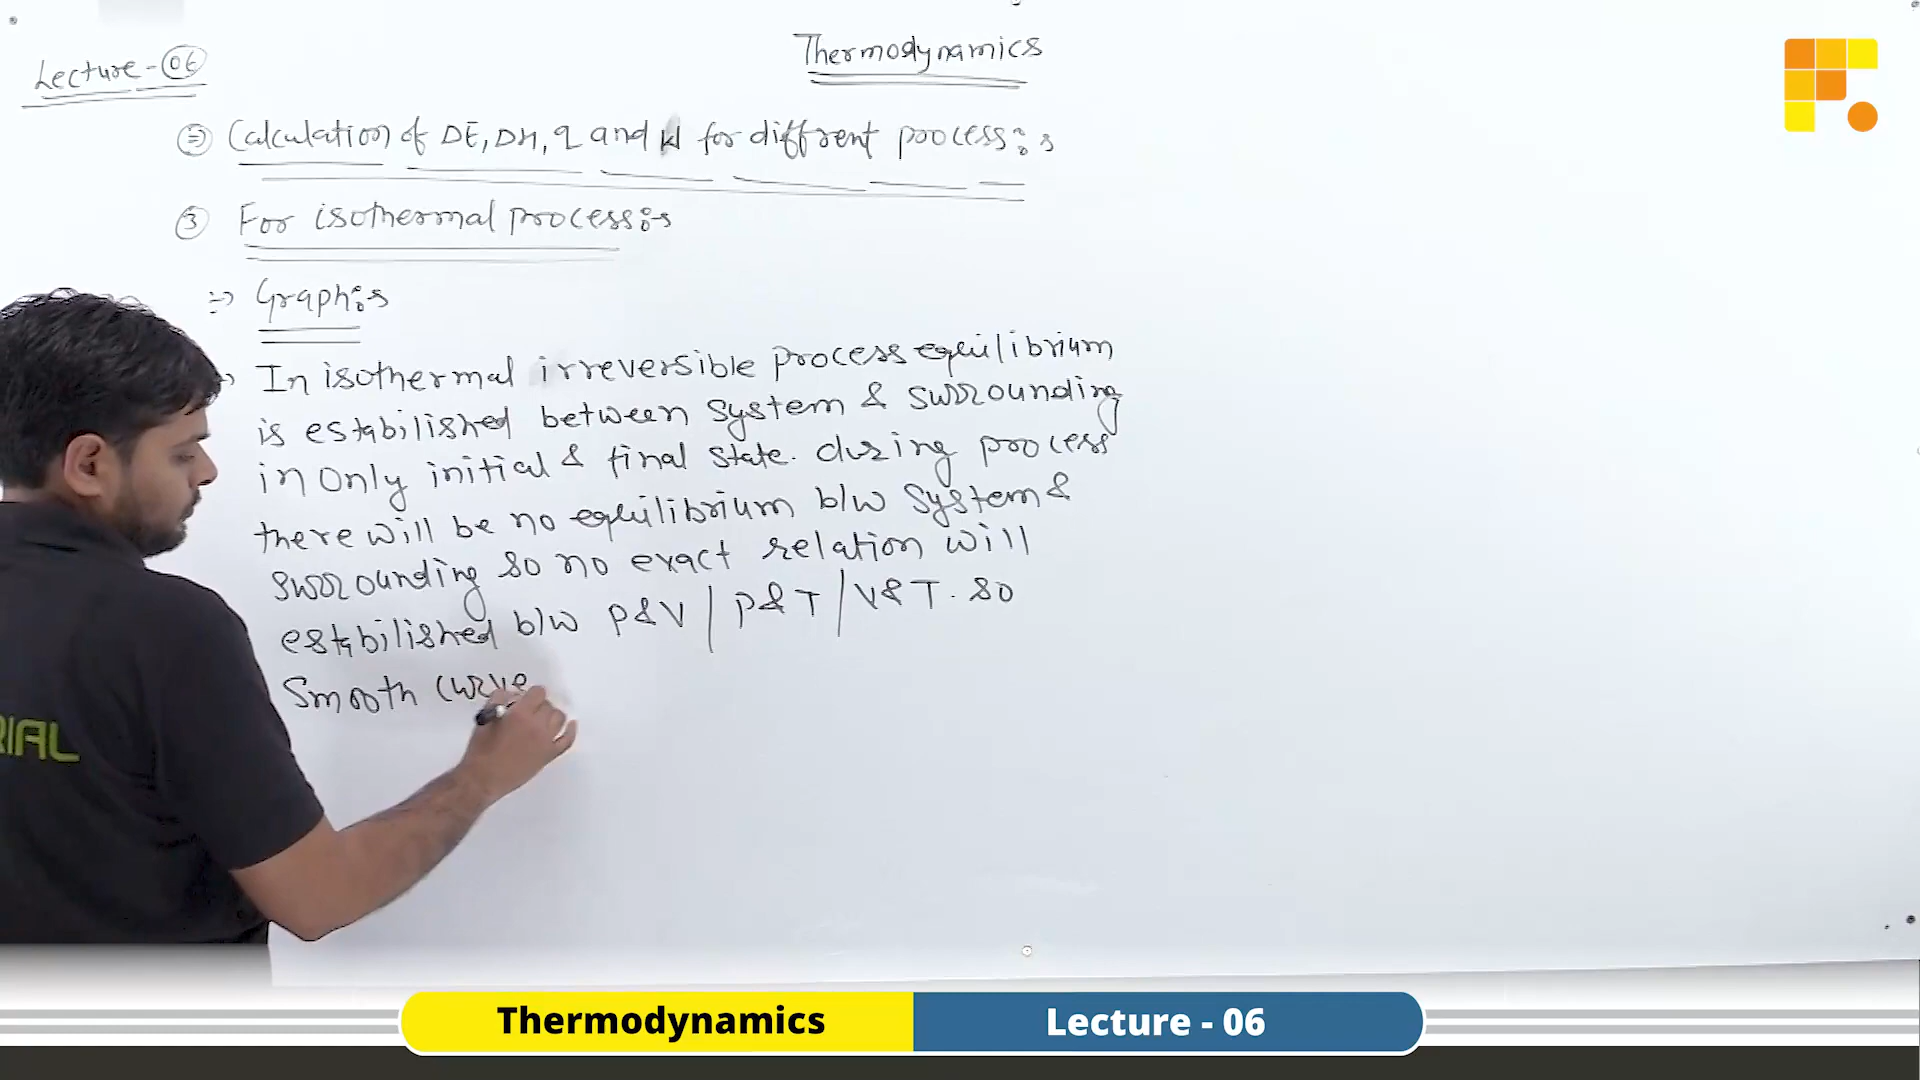 Thermodynamics
Lecture - 06
⇒ Calculation of ΔE, ΔH, q and W for different process :-
③ For isothermal process :-
⇒ Graph :-
⇒ In isothermal irreversible process equilibrium
is estabilished between system & surrounding
in only initial & final state. during process
there will be no equilibrium b/w system &
surrounding so no exact relation will
estabilished b/w P&V / P&T / V&T. so
smooth curve
RIAL
Thermodynamics
Lecture - 06